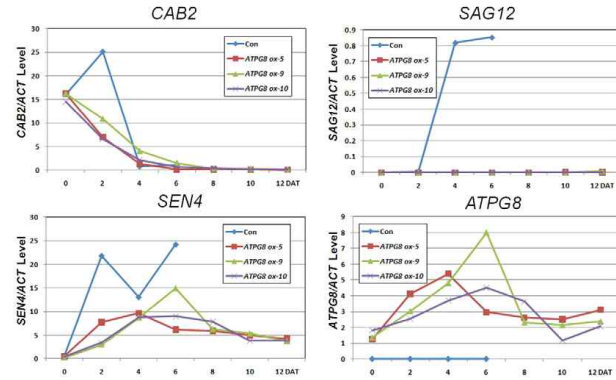 CAB2
CAB2/ACT Level
30
25
20
15
10
5
0
Con
ATPG8 ox-5
ATPG8 ox-9
ATPG8 ox-10
0 2 4 6 8 10 12 DAT
SAG12
SAG12/ACT Level
0.9
0.8
0.7
0.6
0.5
0.4
0.3
0.2
0.1
0
Con
ATPG8 ox-5
ATPG8 ox-9
ATPG8 ox-10
0 2 4 6 8 10 12 DAT
SEN4
SEN4/ACT Level
30
25
20
15
10
5
0
Con
ATPG8 ox-5
ATPG8 ox-9
ATPG8 ox-10
0 2 4 6 8 10 12 DAT
ATPG8
ATPG8/ACT Level
9
8
7
6
5
4
3
2
1
0
Con
ATPG8 ox-5
ATPG8 ox-9
ATPG8 ox-10
0 2 4 6 8 10 12 DAT